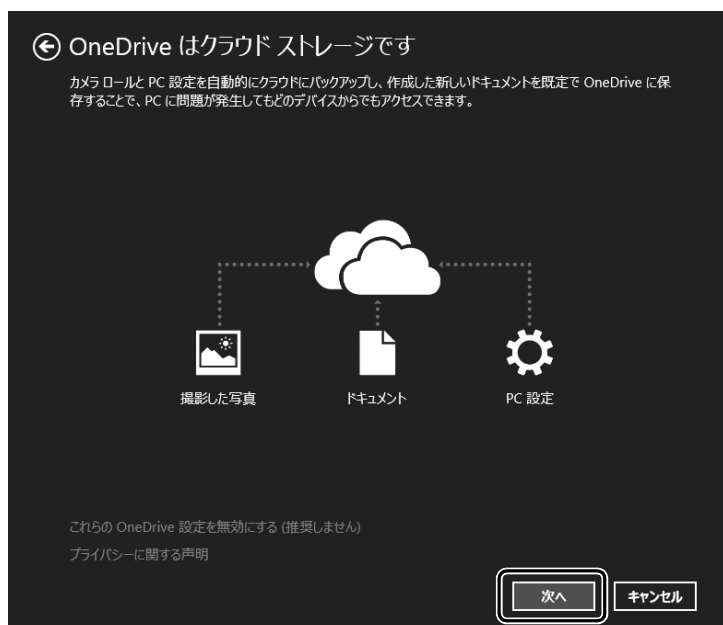 OneDrive はクラウド ストレージです
カメラ ロールと PC 設定を自動的にクラウドにバックアップし、作成した新しいドキュメントを既定で OneDrive に保
存することで、PC に問題が発生してもどのデバイスからでもアクセスできます。
撮影した写真
ドキュメント
PC 設定
これらの OneDrive 設定を無効にする (推奨しません)
プライバシーに関する声明
次へ
キャンセル